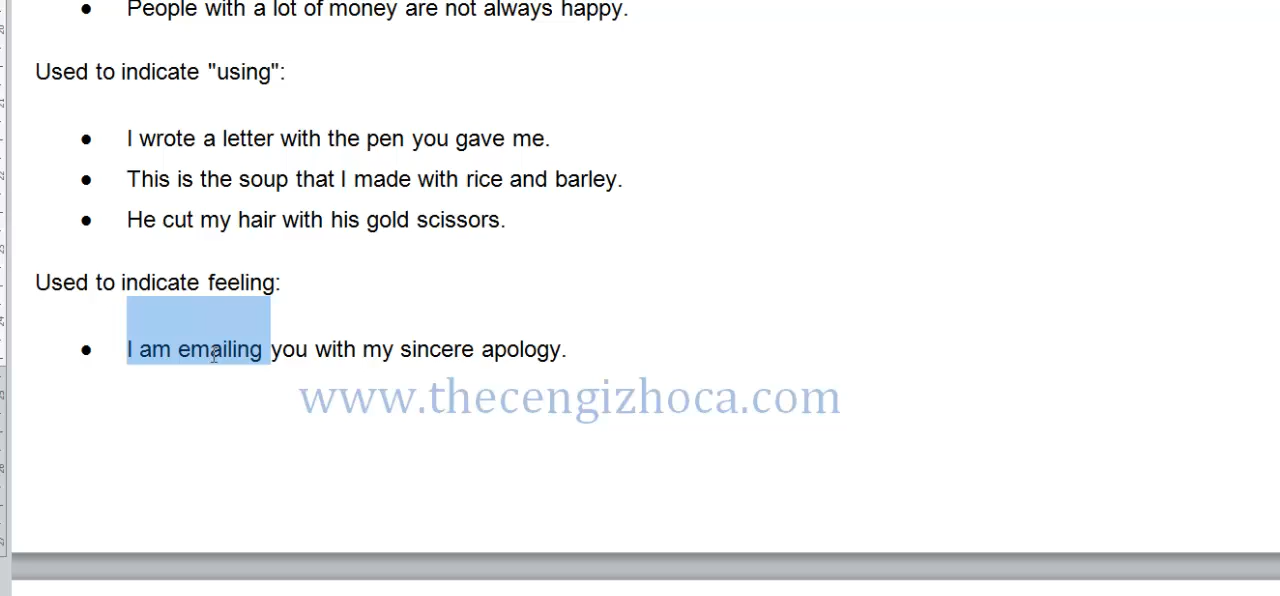 People with a lot of money are not always happy.
Used to indicate "using":
I wrote a letter with the pen you gave me.
This is the soup that I made with rice and barley.
He cut my hair with his gold scissors.
Used to indicate feeling:
I am emailing you with my sincere apology.
www.thecengizhoca.com